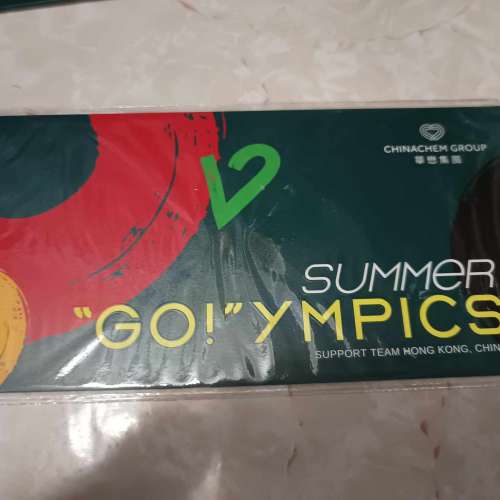 CHINACHEM GROUP
華懋集團
SUMMER
"GO!"YMPICS
SUPPORT TEAM HONG KONG, CHIN